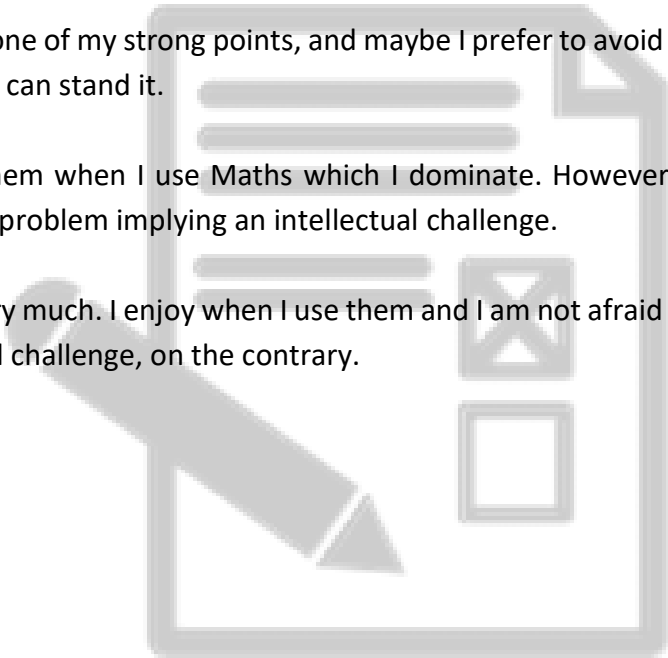 one of my strong points, and maybe I prefer to avoid
can stand it.
hem when I use Maths which I dominate. However
problem implying an intellectual challenge.
ry much. I enjoy when I use them and I am not afraid
l challenge, on the contrary.